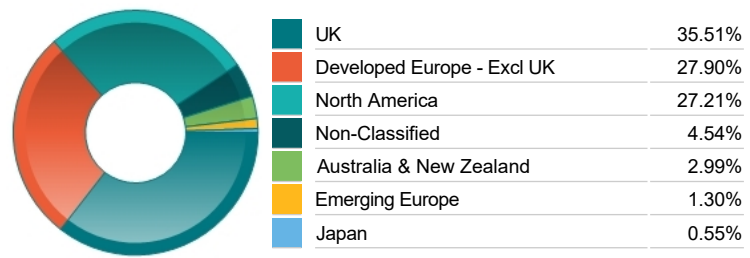 UK 35.51%
Developed Europe - Excl UK 27.90%
North America 27.21%
Non-Classified 4.54%
Australia & New Zealand 2.99%
Emerging Europe 1.30%
Japan 0.55%